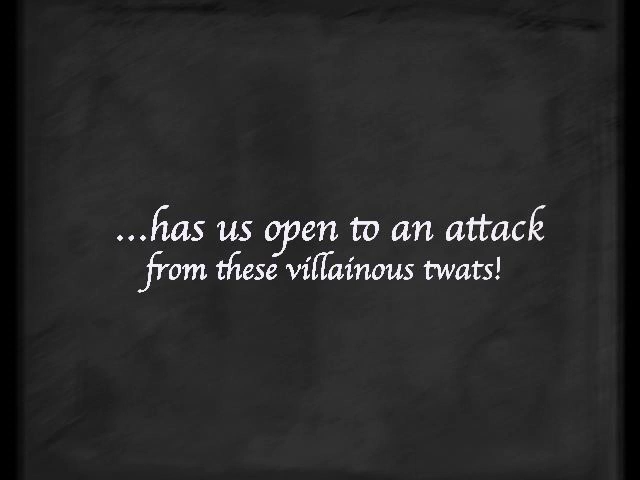 ...has us open to an attack
from these villainous twats!